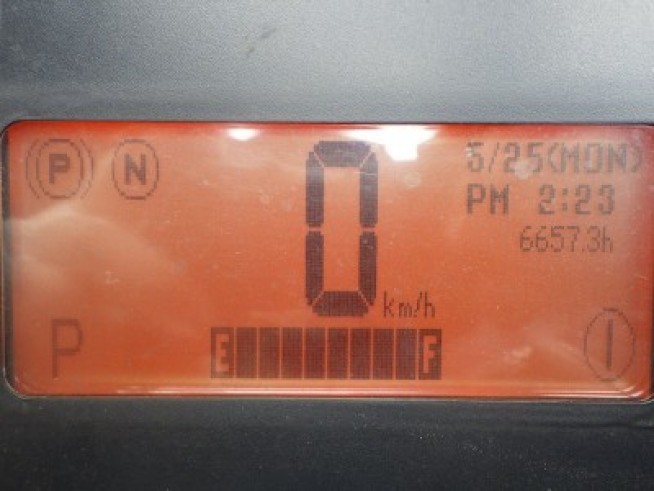 P
N
0 km/h
5/25(MON)
PM 2:23
6657.3h
P
E F
I